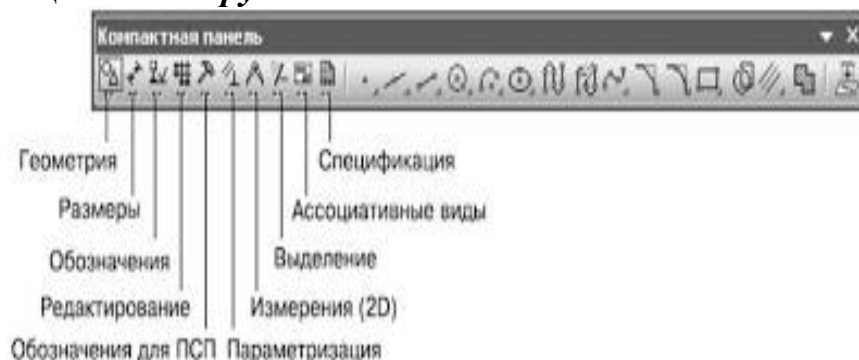 Компактная панель
Геометрия
Спецификация
Размеры
Ассоциативные виды
Обозначения
Выделение
Редактирование
Измерения (2D)
Обозначения для ПСП
Параметризация